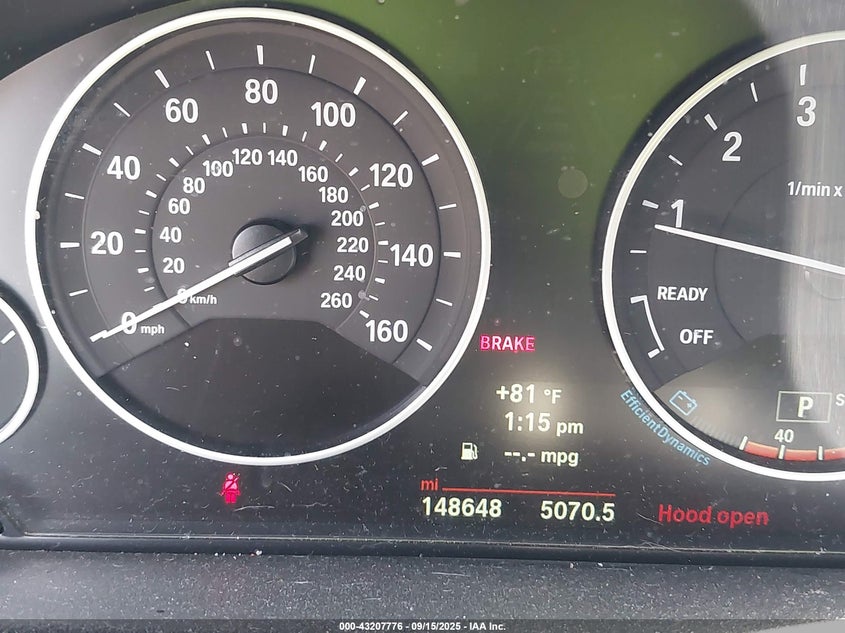 80
60
100
40
120
20
140
0 mph
160
120 140
100
160
80
180
60
200
40
220
20
240
0 km/h
260
BRAKE
+81 °F
1:15 pm
--.- mpg
mi
148648 5070.5
Hood open
3
2
1
1/min x
READY
OFF
EfficientDynamics
P
S
40
000-43207776 - 09/15/2025 - IAA Inc.